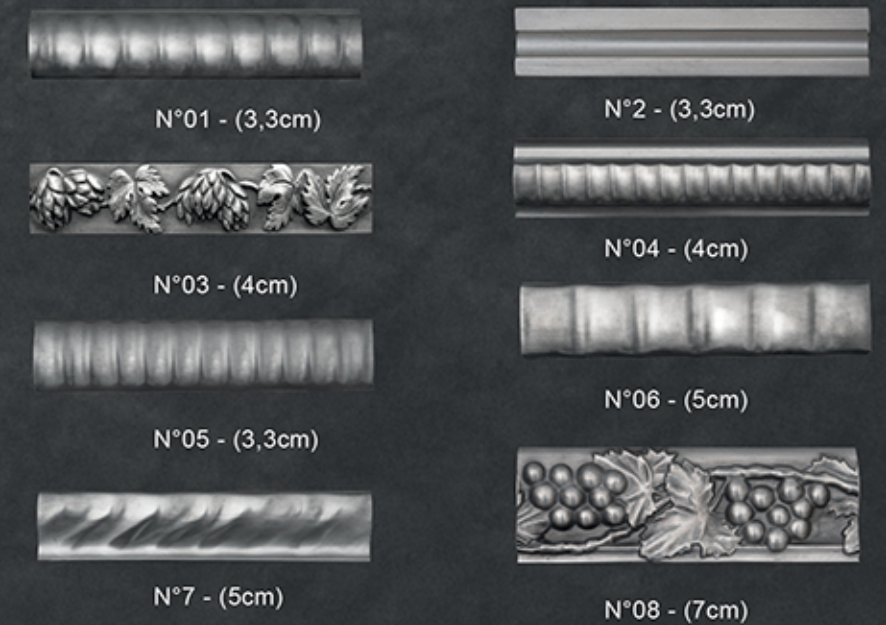 N°01 - (3,3cm)
N°2 - (3,3cm)
N°03 - (4cm)
N°04 - (4cm)
N°05 - (3,3cm)
N°06 - (5cm)
N°7 - (5cm)
N°08 - (7cm)